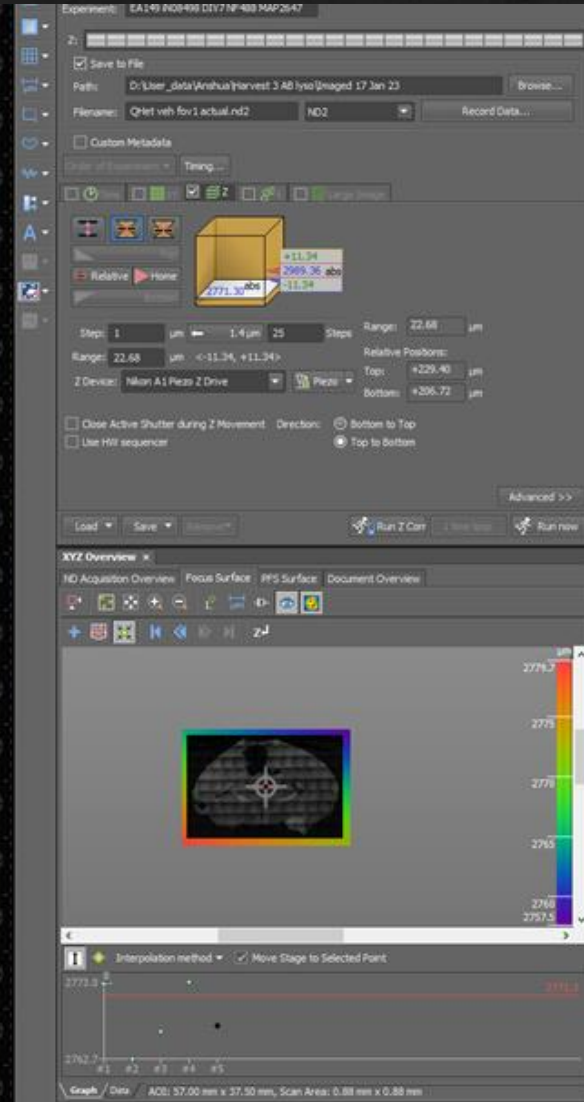 Experiment: EA149 IN08498 DIV7 NF488 MAP2647
Z:
Save to File
Path: D:\User_data\Anshua\Harvest 3 AB lyso\Imaged 17 Jan 23 Browse...
Filename: QHet veh fov1 actual.nd2 ND2 Record Data...
Custom Metadata
Order of Experiment Timing...
Z Large Image
+11.34
2989.36 abs
-11.34
Relative Home
2771.30 abs
Step: 1 µm 1.4 µm 25 Steps Range: 22.68 µm
Range: 22.68 µm <-11.34, +11.34> Relative Positions:
Top: +229.40 µm
Z Device: Nikon A1 Piezo Z Drive Piezo Bottom: +206.72 µm
Close Active Shutter during Z Movement Direction: Bottom to Top
Use HW sequencer Top to Bottom
Advanced >>
Load Save Remove Run Z Corr 1 time loop Run now
XYZ Overview ×
ND Acquisition Overview Focus Surface PFS Surface Document Overview
Z
µm
2775
2770
2765
2760
2757.5
Interpolation method Move Stage to Selected Point
2762.7
#1 #2 #3 #4 #5
Graph Data AOI: 57.00 mm x 37.50 mm, Scan Area: 0.88 mm x 0.88 mm